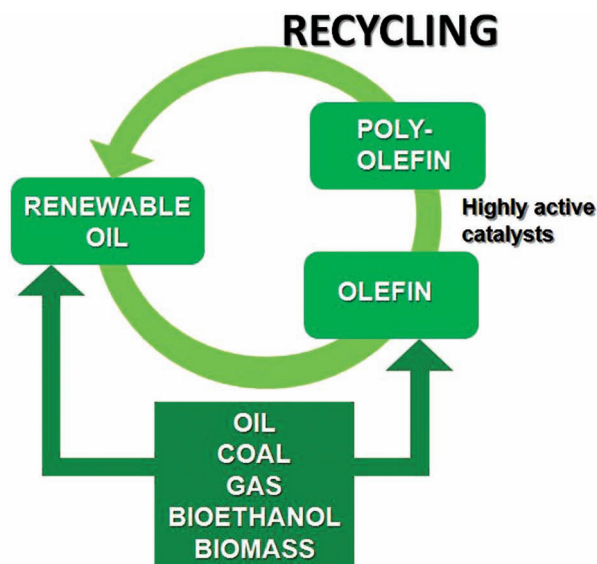 RECYCLING
POLY-
OLEFIN
RENEWABLE
OIL
Highly active
catalysts
OLEFIN
OIL
COAL
GAS
BIOETHANOL
BIOMASS